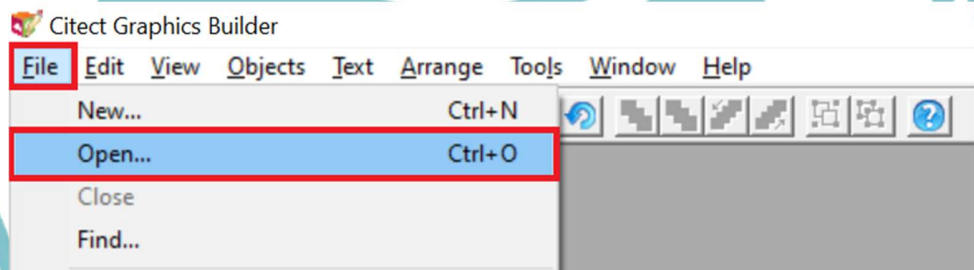 Citect Graphics Builder
File Edit View Objects Text Arrange Tools Window Help
New... Ctrl+N
Open... Ctrl+O
Close
Find...